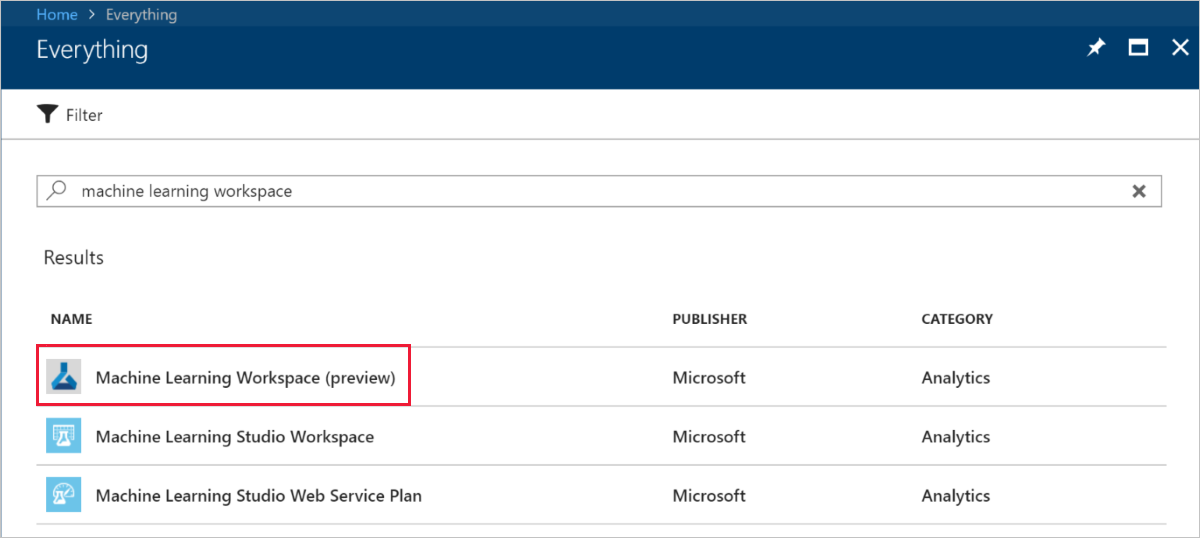 Home > Everything
Everything
Filter
machine learning workspace
Results
NAME PUBLISHER CATEGORY
Machine Learning Workspace (preview) Microsoft Analytics
Machine Learning Studio Workspace Microsoft Analytics
Machine Learning Studio Web Service Plan Microsoft Analytics